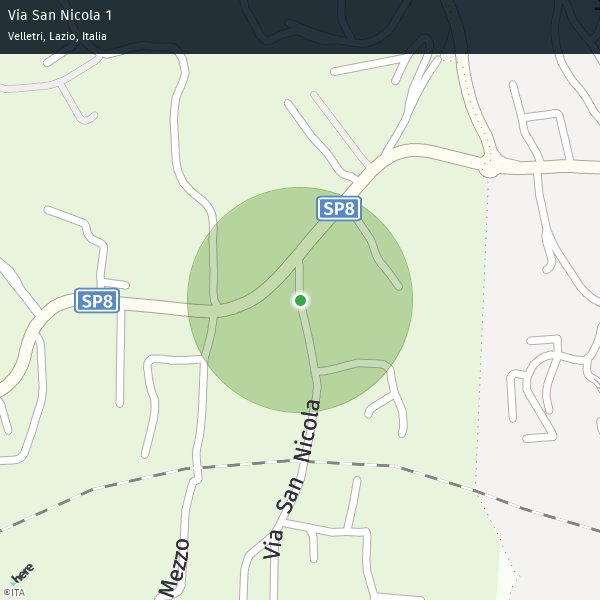 Via San Nicola 1
Velletri, Lazio, Italia
SP8
SP8
Via San Nicola
Mezzo
here
©ITA